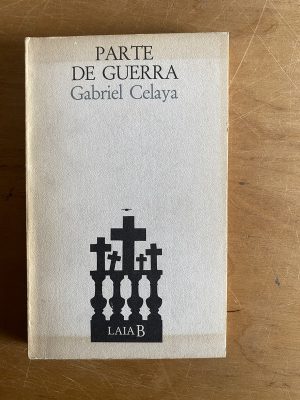 PARTE
DE GUERRA
Gabriel Celaya
LAIA B